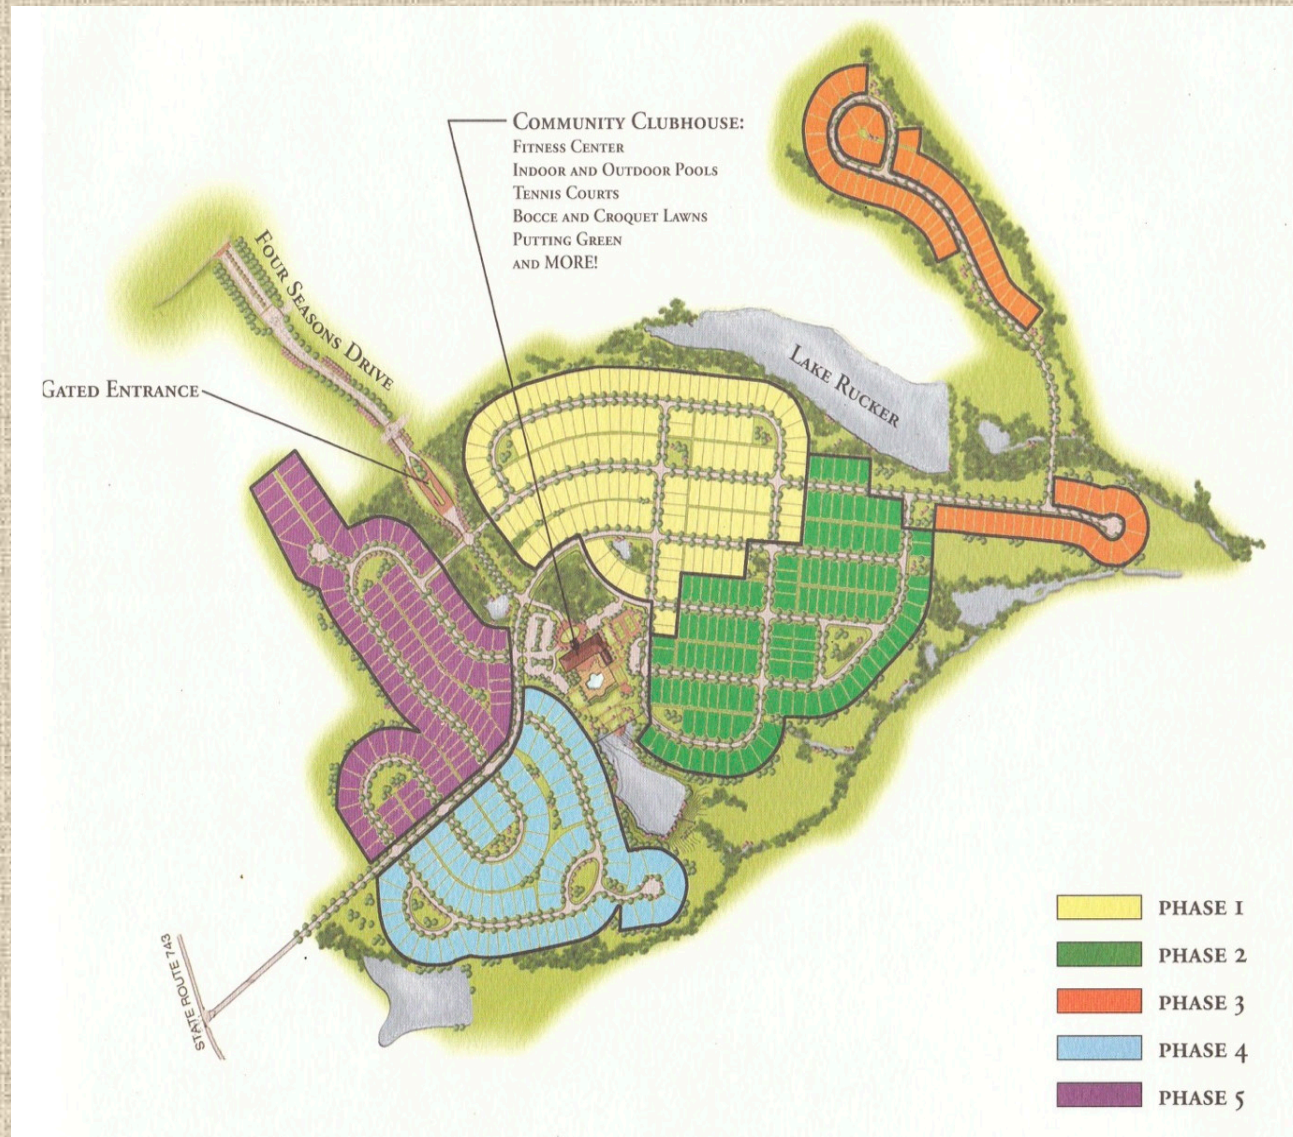 Community Clubhouse:
Fitness Center
Indoor and Outdoor Pools
Tennis Courts
Bocce and Croquet Lawns
Putting Green
and MORE!
Four Seasons Drive
Gated Entrance
Lake Rucker
STATE ROUTE 743
PHASE 1
PHASE 2
PHASE 3
PHASE 4
PHASE 5